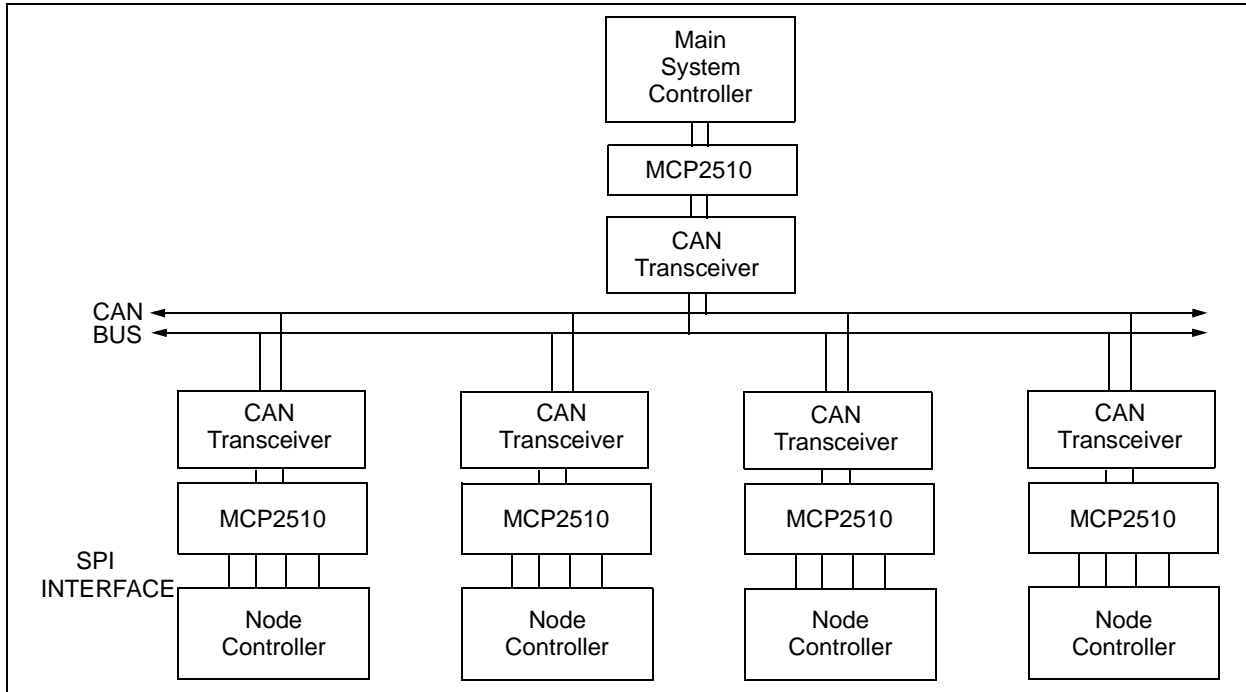 Main
System
Controller
MCP2510
CAN
Transceiver
CAN
BUS
CAN
Transceiver
CAN
Transceiver
CAN
Transceiver
CAN
Transceiver
MCP2510
MCP2510
MCP2510
MCP2510
SPI
INTERFACE
Node
Controller
Node
Controller
Node
Controller
Node
Controller